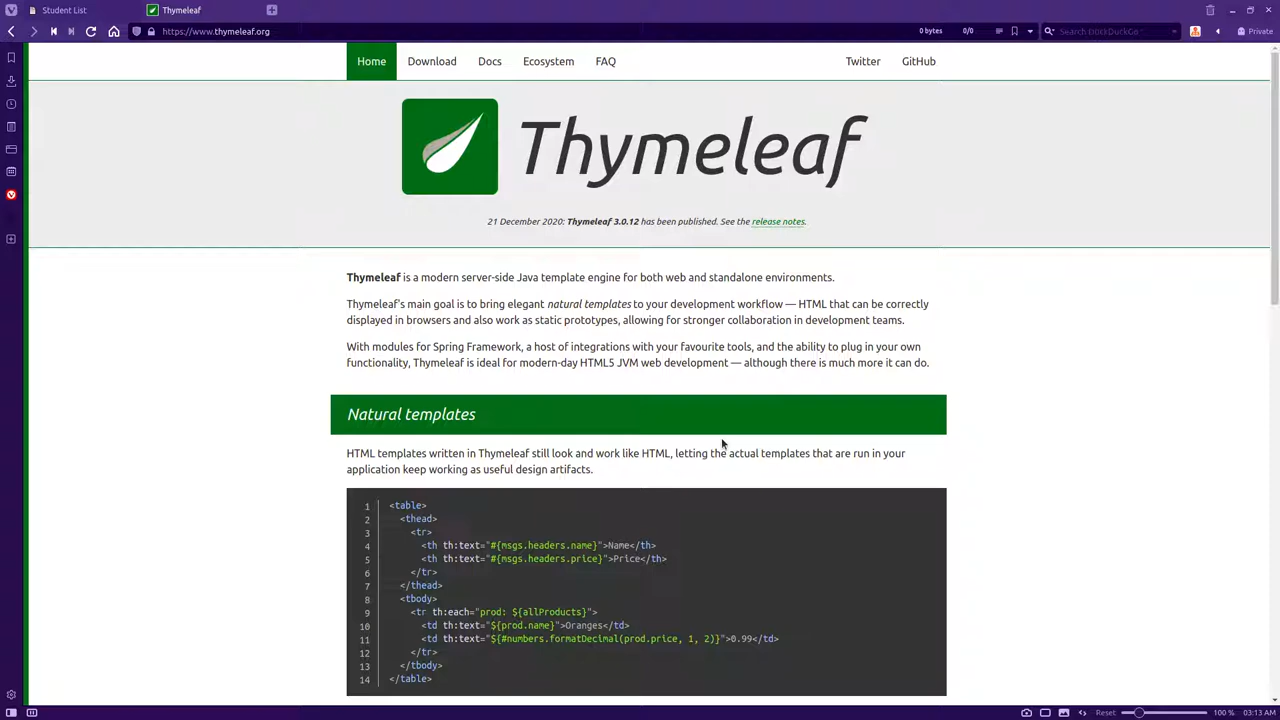 Student List
Thymeleaf
https://www.thymeleaf.org
0 bytes
0/0
Private
Home
Download
Docs
Ecosystem
FAQ
Twitter
GitHub
Thymeleaf
21 December 2020: Thymeleaf 3.0.12 has been published. See the release notes.
Thymeleaf is a modern server-side Java template engine for both web and standalone environments.
Thymeleaf's main goal is to bring elegant natural templates to your development workflow — HTML that can be correctly
displayed in browsers and also work as static prototypes, allowing for stronger collaboration in development teams.
With modules for Spring Framework, a host of integrations with your favourite tools, and the ability to plug in your own
functionality, Thymeleaf is ideal for modern-day HTML5 JVM web development — although there is much more it can do.
Natural templates
HTML templates written in Thymeleaf still look and work like HTML, letting the actual templates that are run in your
application keep working as useful design artifacts.
1 <table>
2 <thead>
3 <tr>
4 <th th:text="#{msgs.headers.name}">Name</th>
5 <th th:text="#{msgs.headers.price}">Price</th>
6 </tr>
7 </thead>
8 <tbody>
9 <tr th:each="prod: ${allProducts}">
10 <td th:text="${prod.name}">Oranges</td>
11 <td th:text="${#numbers.formatDecimal(prod.price, 1, 2)}">0.99</td>
12 </tr>
13 </tbody>
14 </table>
Reset
100 %
03:13 AM